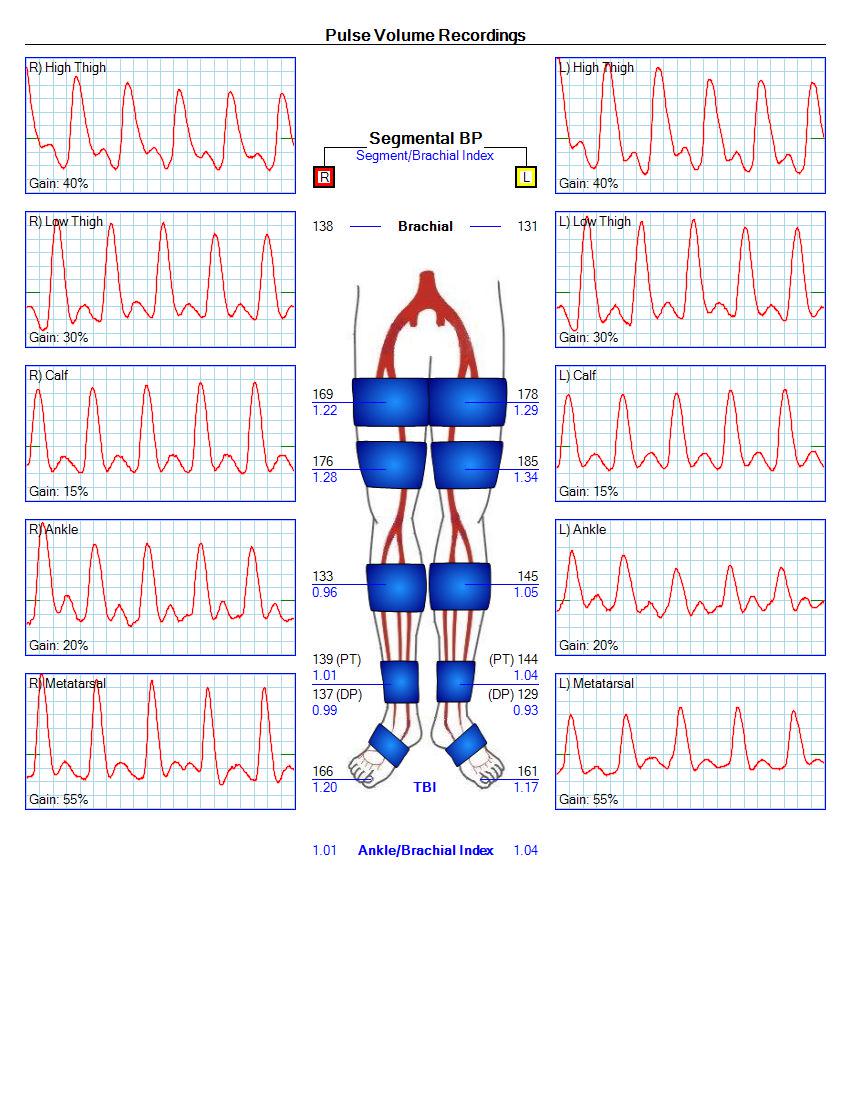 Pulse Volume Recordings
R) High Thigh
Gain: 40%
R) Low Thigh
Gain: 30%
R) Calf
Gain: 15%
R) Ankle
Gain: 20%
R) Metatarsal
Gain: 55%
Segmental BP
Segment/Brachial Index
R L
138 Brachial 131
169 178
1.22 1.29
176 185
1.28 1.34
133 145
0.96 1.05
139 (PT) (PT) 144
1.01 1.04
137 (DP) (DP) 129
0.99 0.93
166 161
1.20 TBI 1.17
1.01 Ankle/Brachial Index 1.04
L) High Thigh
Gain: 40%
L) Low Thigh
Gain: 30%
L) Calf
Gain: 15%
L) Ankle
Gain: 20%
L) Metatarsal
Gain: 55%